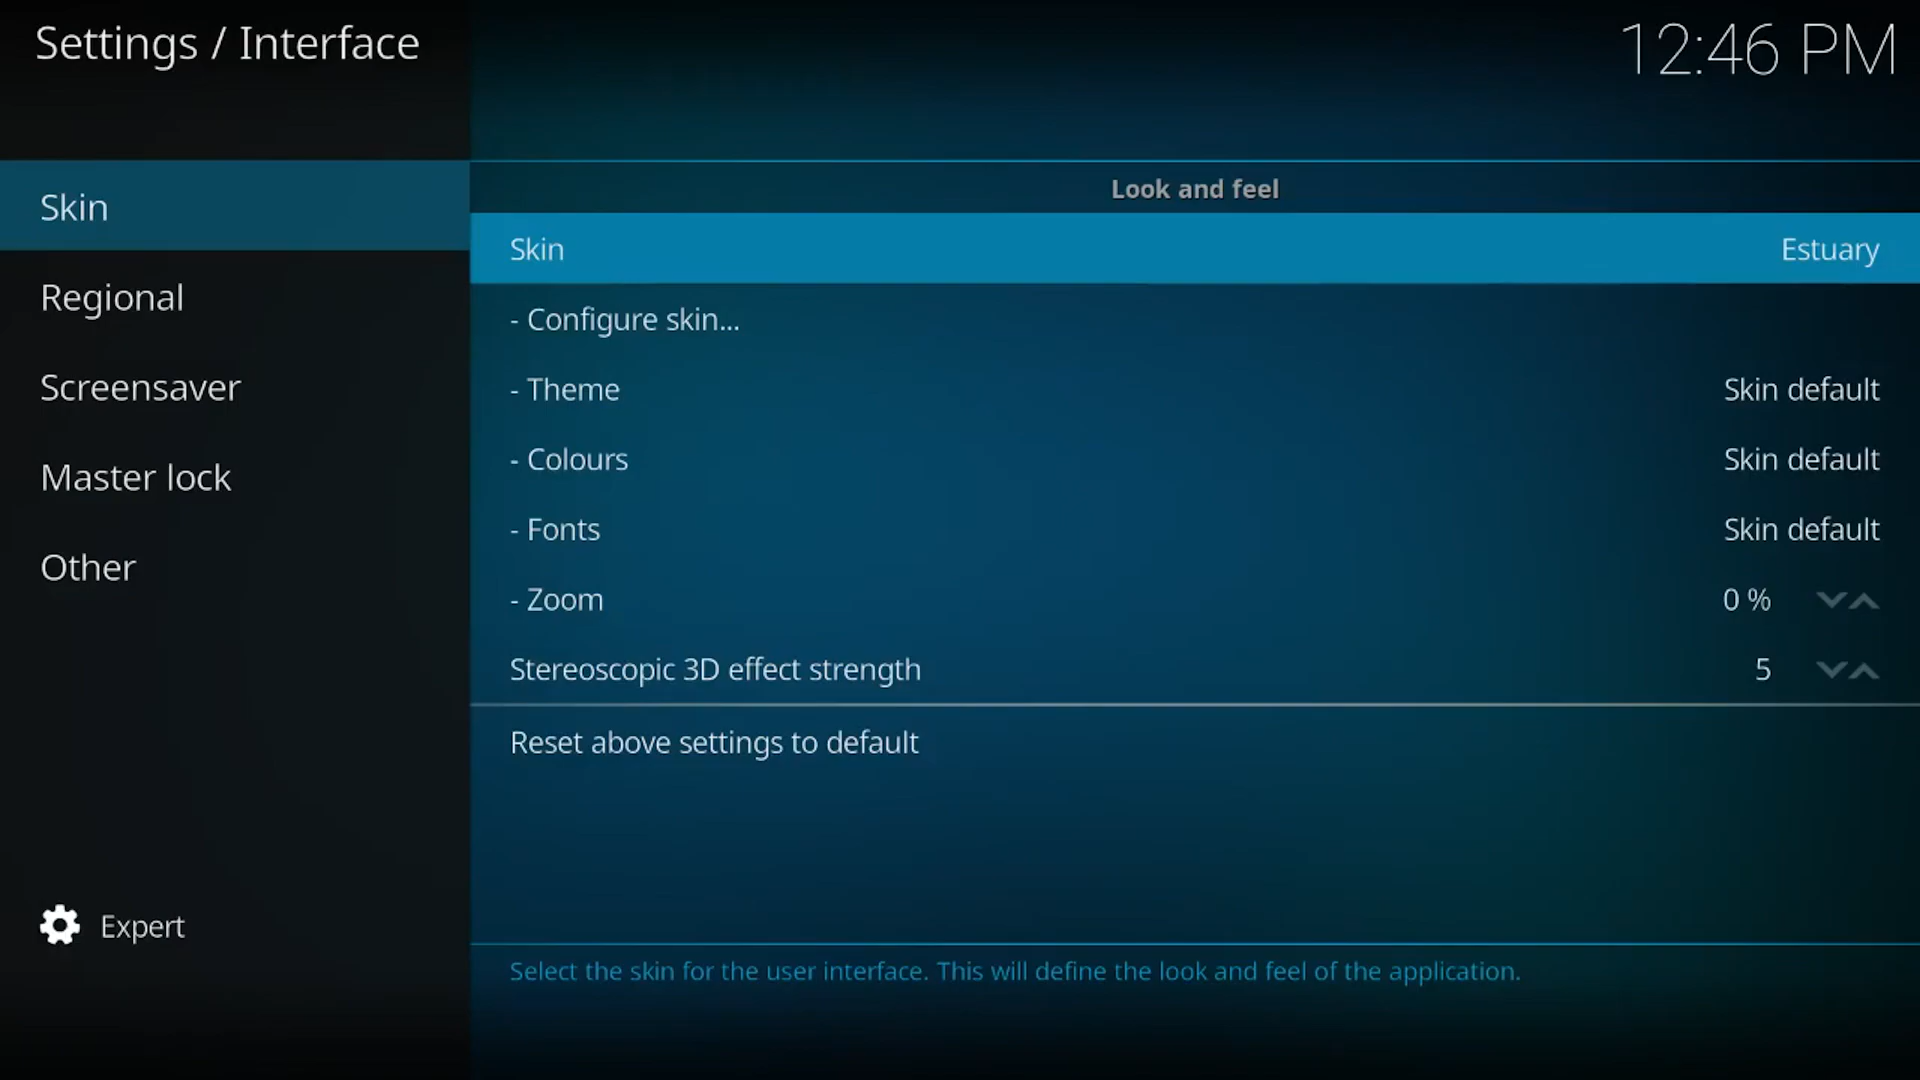 Settings / Interface
12:46 PM
Skin
Regional
Screensaver
Master lock
Other
Expert
Look and feel
Skin Estuary
- Configure skin...
- Theme Skin default
- Colours Skin default
- Fonts Skin default
- Zoom 0 %
Stereoscopic 3D effect strength 5
Reset above settings to default
Select the skin for the user interface. This will define the look and feel of the application.